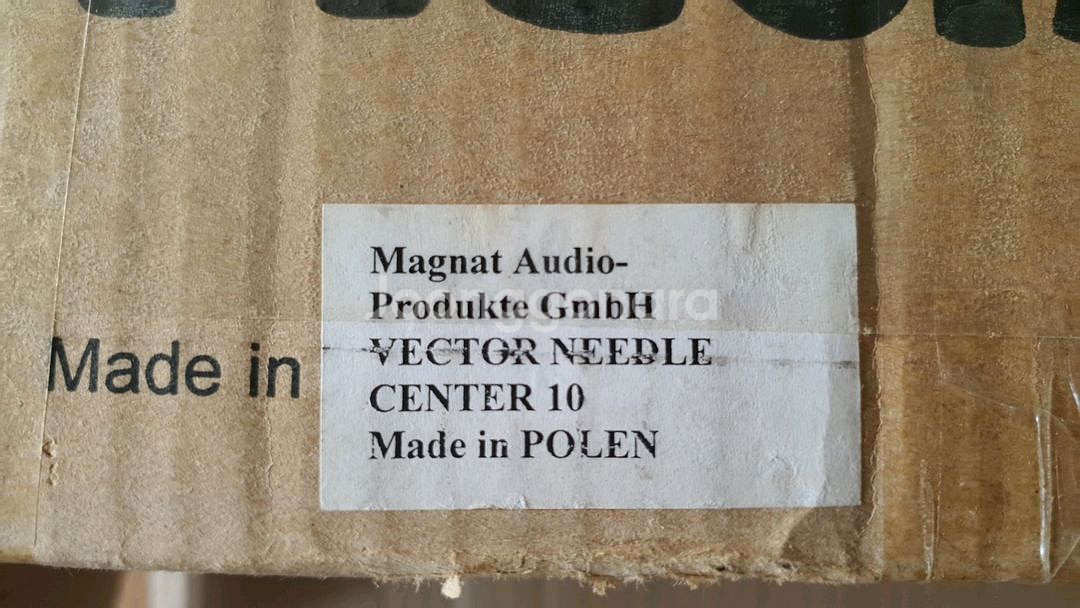 Made in
Magnat Audio-
Produkte GmbH
VECTOR NEEDLE
CENTER 10
Made in POLEN